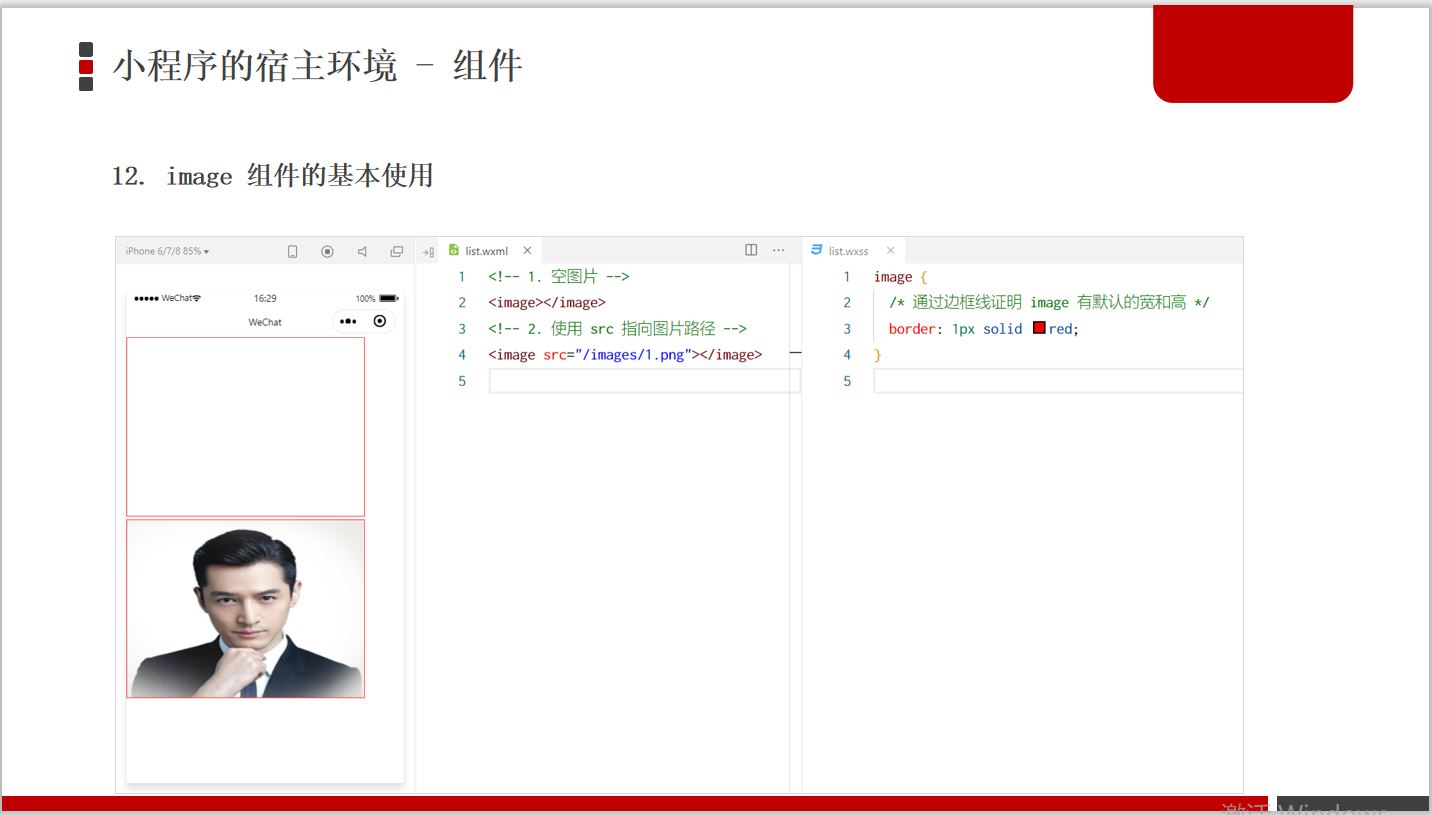 小程序的宿主环境 - 组件
12. image 组件的基本使用
iPhone 6/7/8 85%
WeChat 16:29 100%
WeChat
list.wxml
1 <!-- 1. 空图片 -->
2 <image></image>
3 <!-- 2. 使用 src 指向图片路径 -->
4 <image src="/images/1.png"></image>
5
list.wxss
1 image {
2 /* 通过边框线证明 image 有默认的宽和高 */
3 border: 1px solid red;
4 }
5
激活 Windows